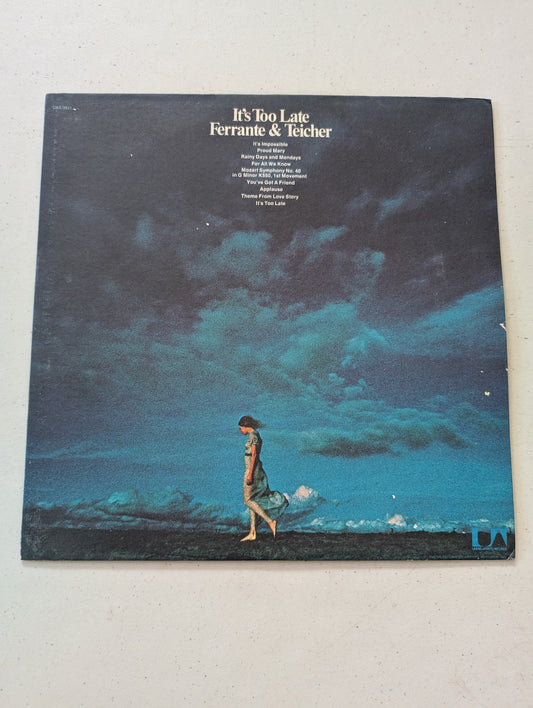 It's Too Late
Ferrante & Teicher
It's Impossible
Proud Mary
Rainy Days and Mondays
For All We Know
Mozart Symphony No. 40
in G Minor K550, 1st Movement
You've Got A Friend
Applause
Theme From Love Story
It's Too Late